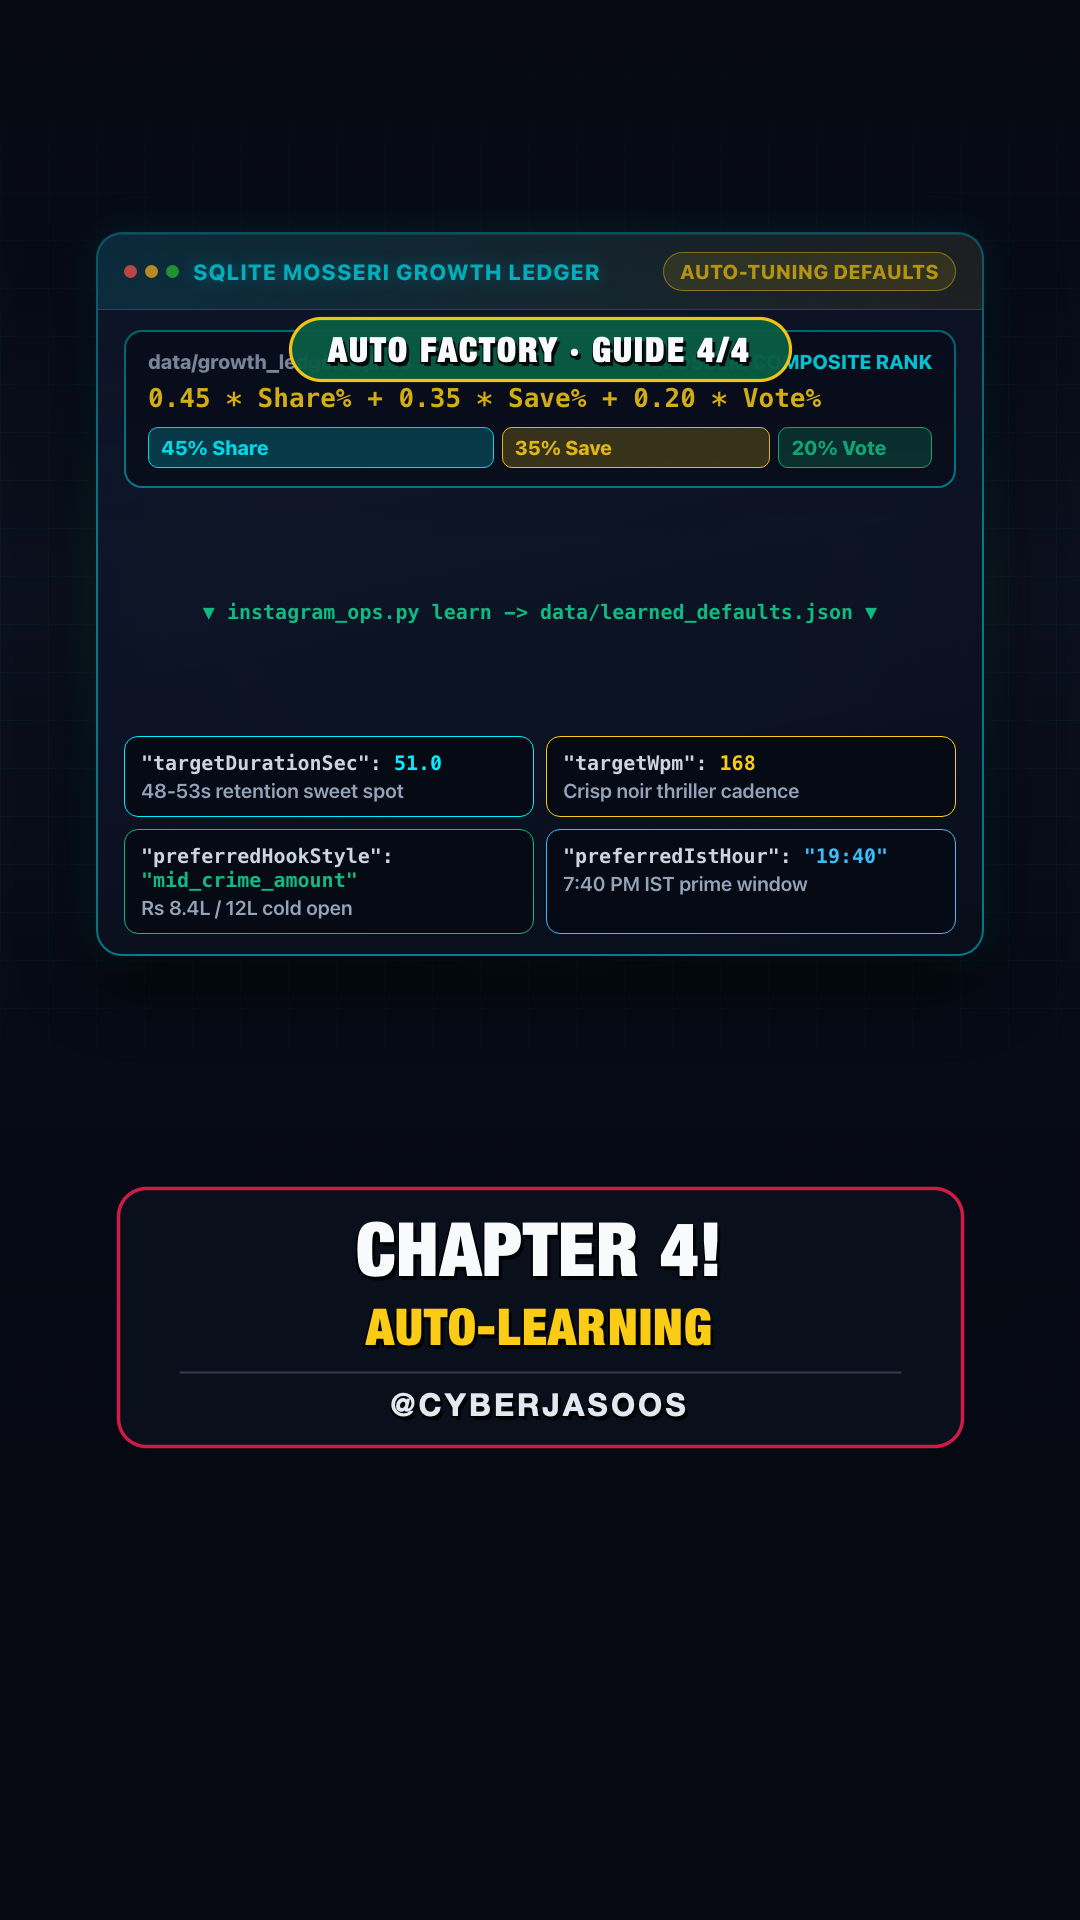 SQLITE MOSSERI GROWTH LEDGER
AUTO-TUNING DEFAULTS
AUTO FACTORY · GUIDE 4/4
RANK
0.45 * Share% + 0.35 * Save% + 0.20 * Vote%
45% Share
35% Save
20% Vote
▼ instagram_ops.py learn -> data/learned_defaults.json ▼
"targetDurationSec": 51.0
48-53s retention sweet spot
"targetWpm": 168
Crisp noir thriller cadence
"preferredHookStyle":
"mid_crime_amount"
Rs 8.4L / 12L cold open
"preferredIstHour": "19:40"
7:40 PM IST prime window
CHAPTER 4!
AUTO-LEARNING
@CYBERJASOOS